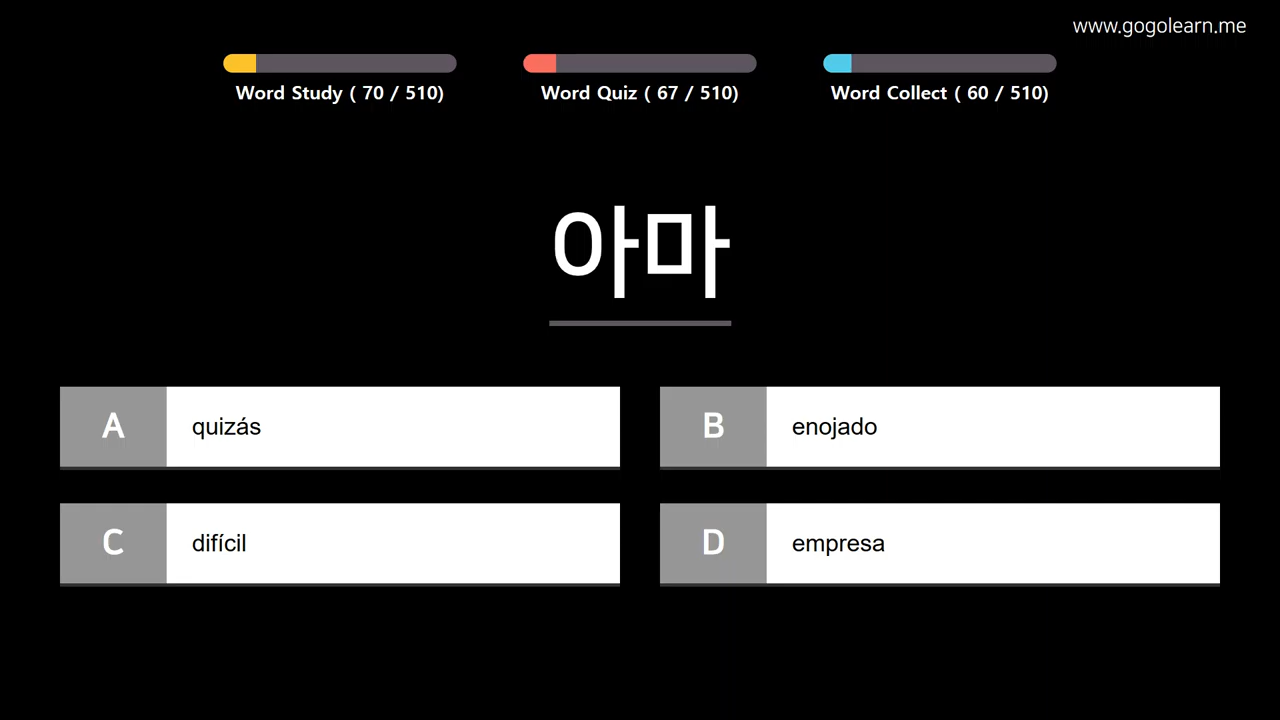 www.gogolearn.me
Word Study ( 70 / 510)
Word Quiz ( 67 / 510)
Word Collect ( 60 / 510)
아마
A quizás
B enojado
C difícil
D empresa